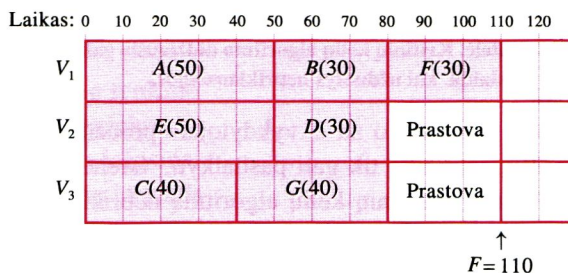 Laikas: 0 10 20 30 40 50 60 70 80 90 100 110 120
V₁ A(50) B(30) F(30)
V₂ E(50) D(30) Prastova
V₃ C(40) G(40) Prastova
↑
F=110